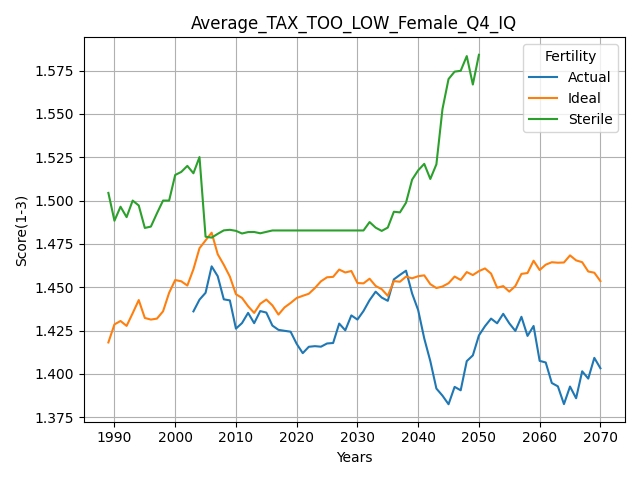 Average_TAX_TOO_LOW_Female_Q4_IQ
Fertility
Actual
Ideal
Sterile
Score(1-3)
1.575
1.550
1.525
1.500
1.475
1.450
1.425
1.400
1.375
1990 2000 2010 2020 2030 2040 2050 2060 2070
Years